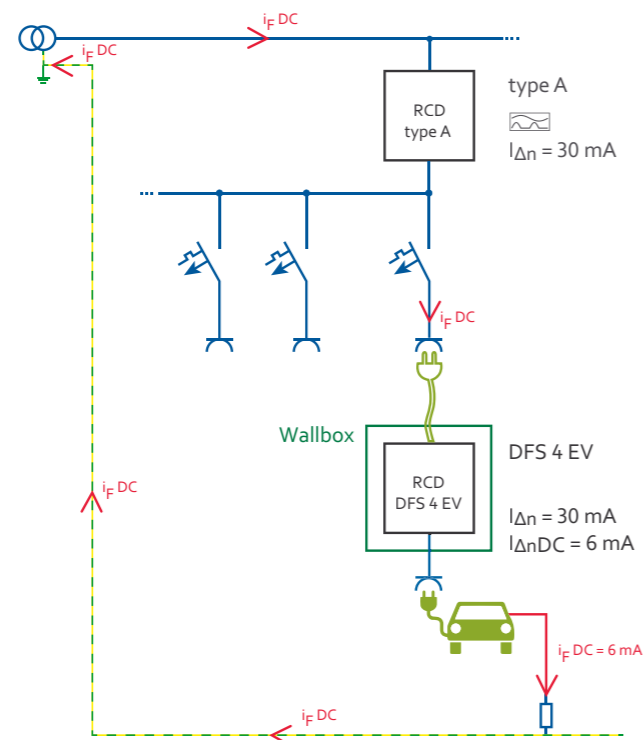 i_F DC
i_F DC
RCD
type A
type A
I_Δn = 30 mA
i_F DC
Wallbox
RCD
DFS 4 EV
DFS 4 EV
I_Δn = 30 mA
I_ΔnDC = 6 mA
i_F DC
i_F DC = 6 mA
i_F DC